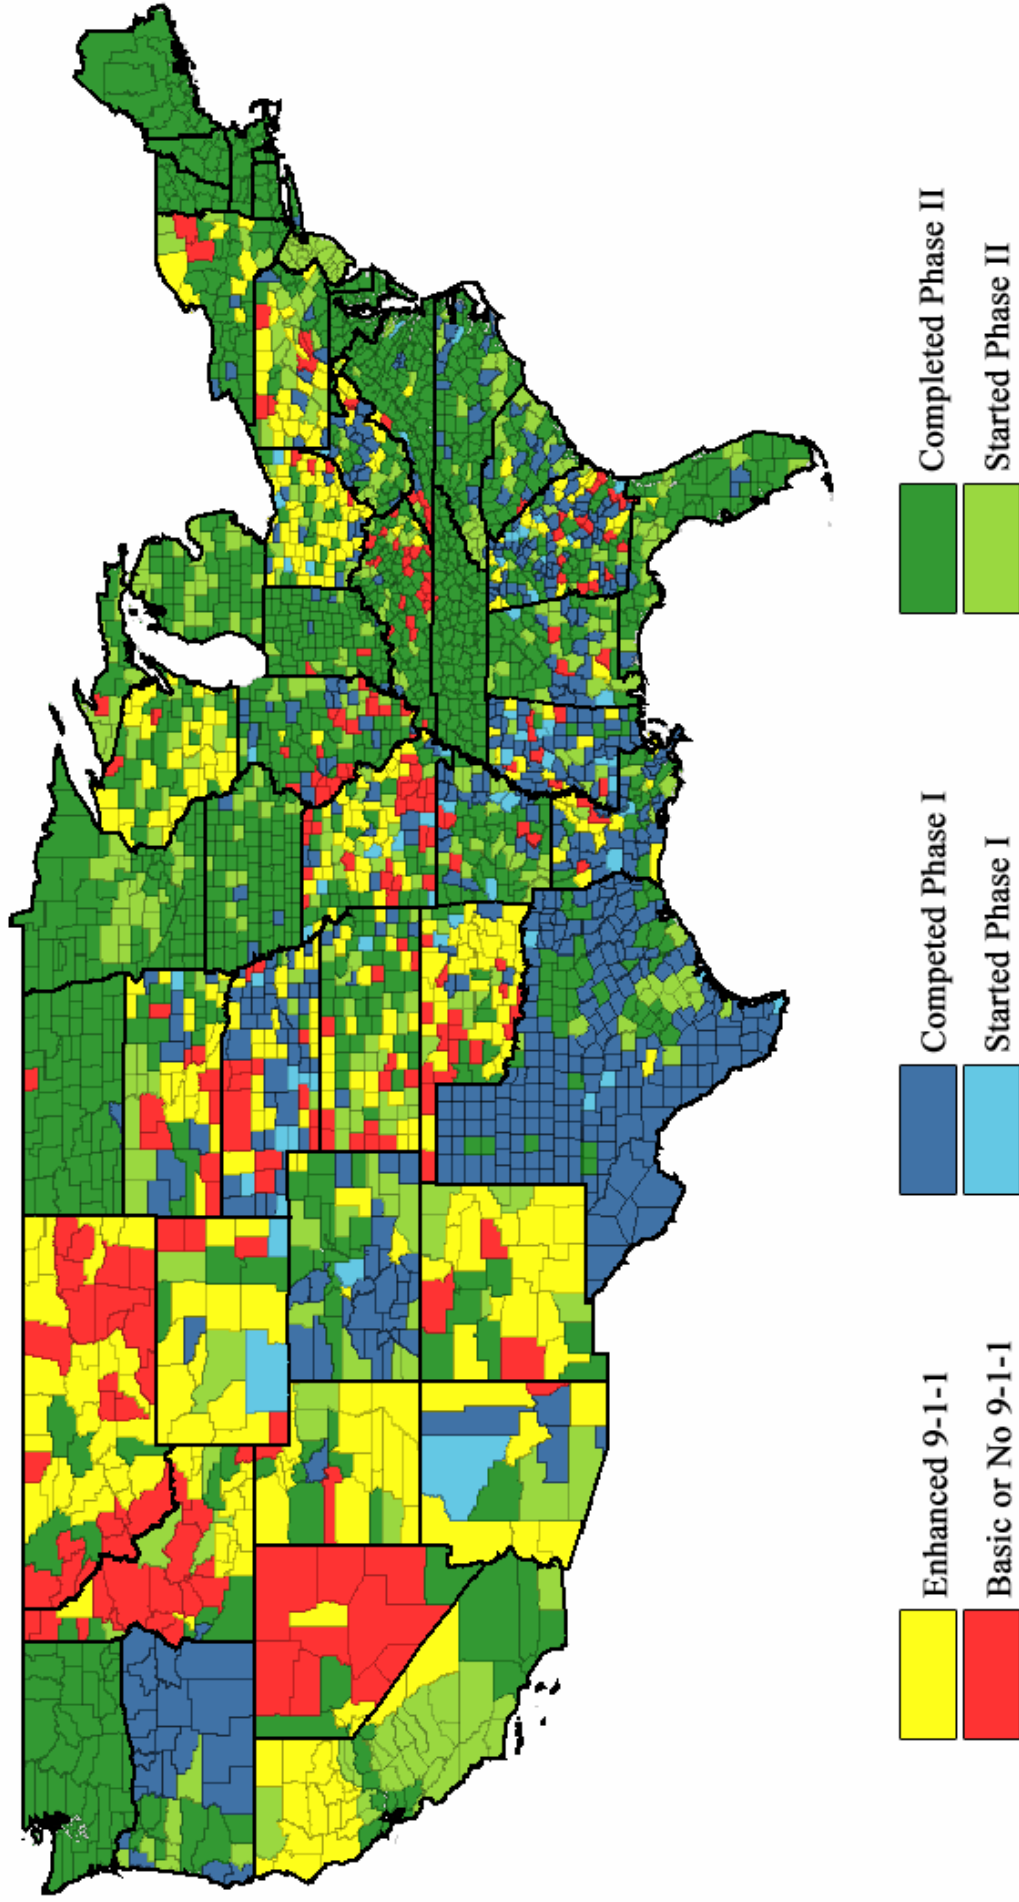 Enhanced 9-1-1
Basic or No 9-1-1
Competed Phase I
Started Phase I
Completed Phase II
Started Phase II